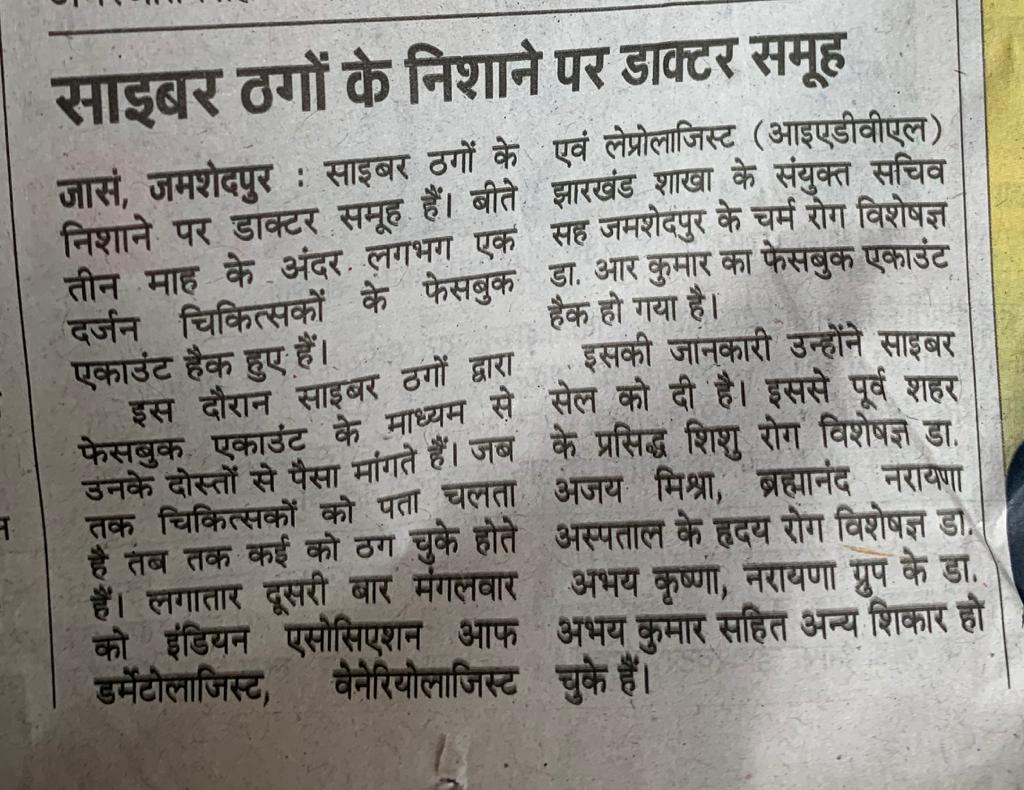 साइबर ठगों के निशाने पर डाक्टर समूह
जासं, जमशेदपुर : साइबर ठगों के
निशाने पर डाक्टर समूह हैं। बीते
तीन माह के अंदर लगभग एक
दर्जन चिकित्सकों के फेसबुक
एकाउंट हैक हुए हैं।
इस दौरान साइबर ठगों द्वारा
फेसबुक एकाउंट के माध्यम से
उनके दोस्तों से पैसा मांगते हैं। जब
तक चिकित्सकों को पता चलता
है तब तक कई को ठग चुके होते
हैं। लगातार दूसरी बार मंगलवार
को इंडियन एसोसिएशन आफ
डर्मेटोलाजिस्ट, वेनेरियोलाजिस्ट
एवं लेप्रोलाजिस्ट (आइएडीवीएल)
झारखंड शाखा के संयुक्त सचिव
सह जमशेदपुर के चर्म रोग विशेषज्ञ
डा. आर कुमार का फेसबुक एकाउंट
हैक हो गया है।
इसकी जानकारी उन्होंने साइबर
सेल को दी है। इससे पूर्व शहर
के प्रसिद्ध शिशु रोग विशेषज्ञ डा.
अजय मिश्रा, ब्रह्मानंद नरायणा
अस्पताल के हृदय रोग विशेषज्ञ डा.
अभय कृष्णा, नरायणा ग्रुप के डा.
अभय कुमार सहित अन्य शिकार हो
चुके हैं।